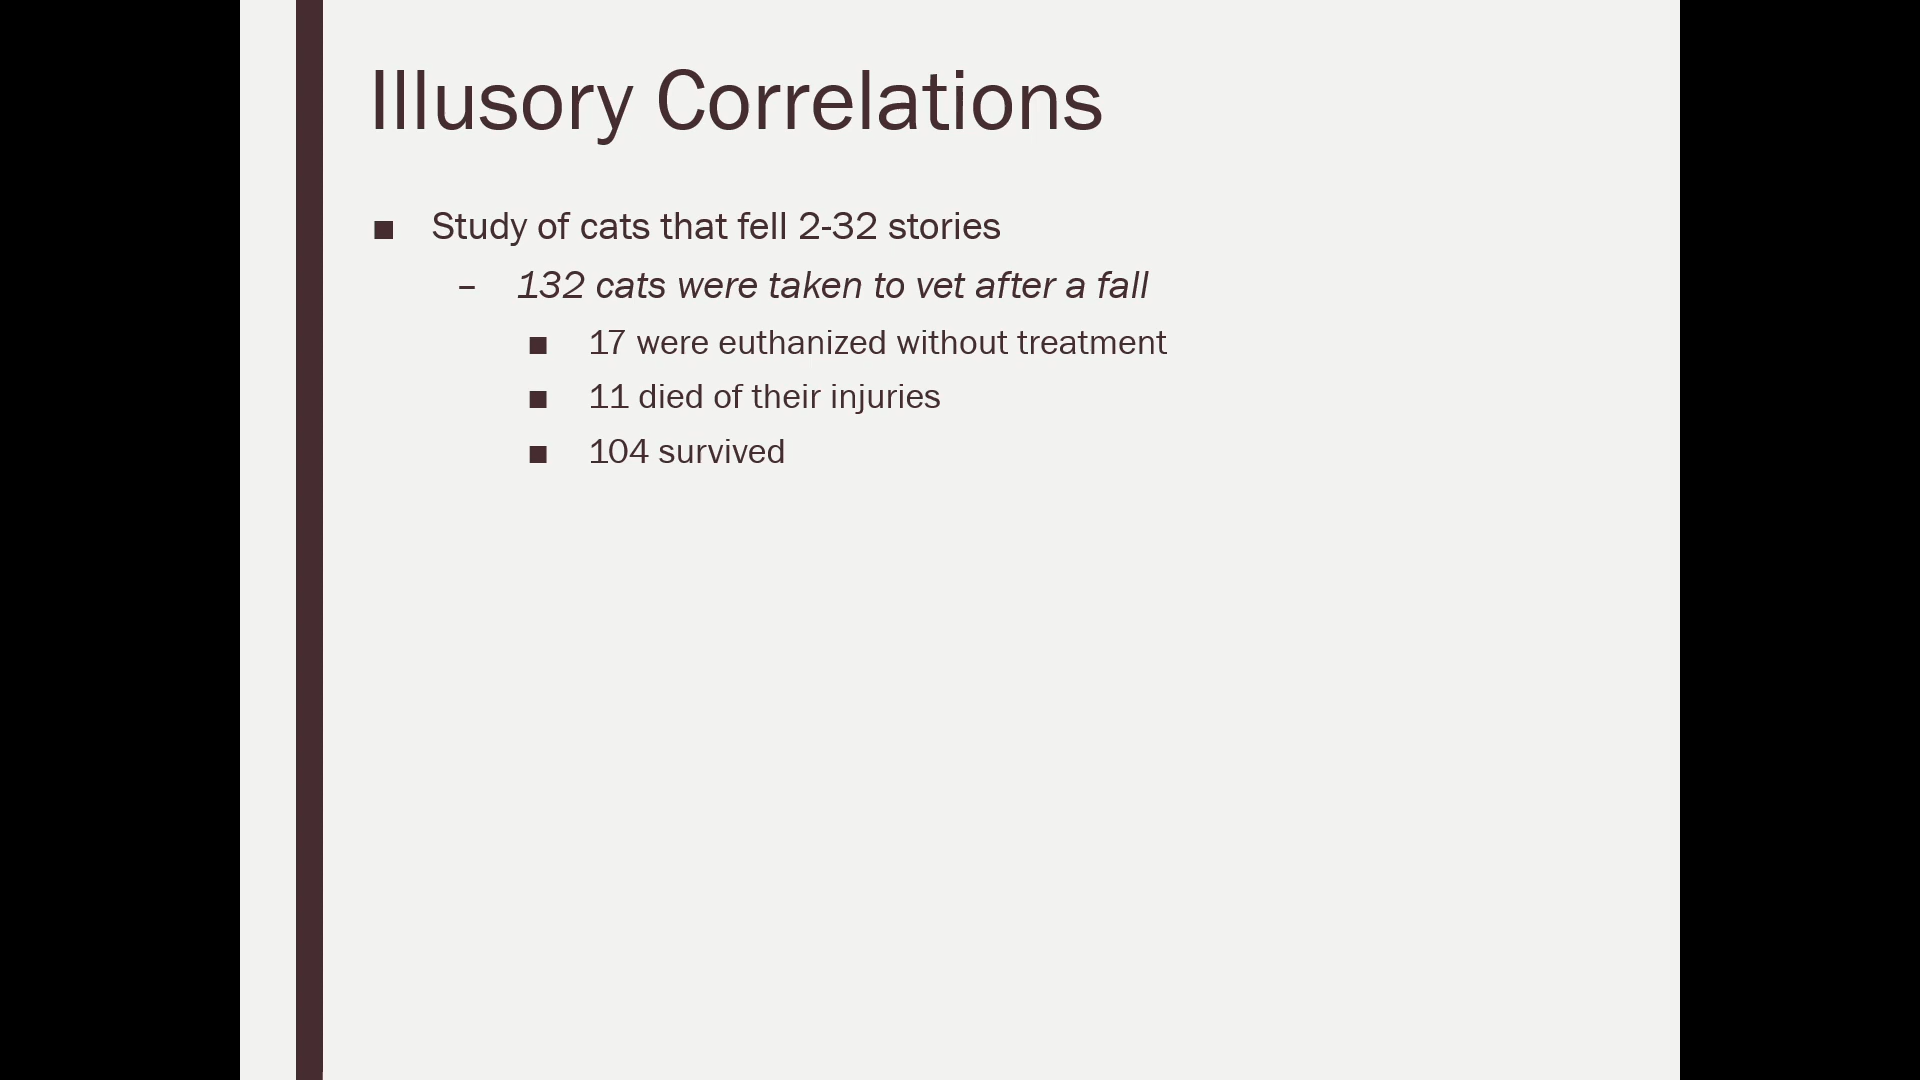 Illusory Correlations
■ Study of cats that fell 2-32 stories
– 132 cats were taken to vet after a fall
■ 17 were euthanized without treatment
■ 11 died of their injuries
■ 104 survived